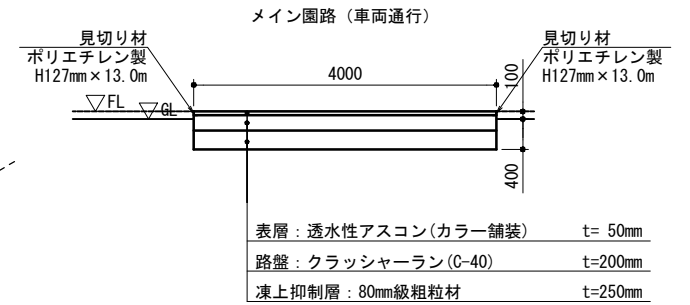 メイン園路（車両通行）
見切り材
ポリエチレン製
H127mm×13.0m
見切り材
ポリエチレン製
H127mm×13.0m
4000
100
FL
GL
400
表層：透水性アスコン(カラー舗装) t= 50mm
路盤：クラッシャーラン(C-40) t=200mm
凍上抑制層：80mm級粗粒材 t=250mm